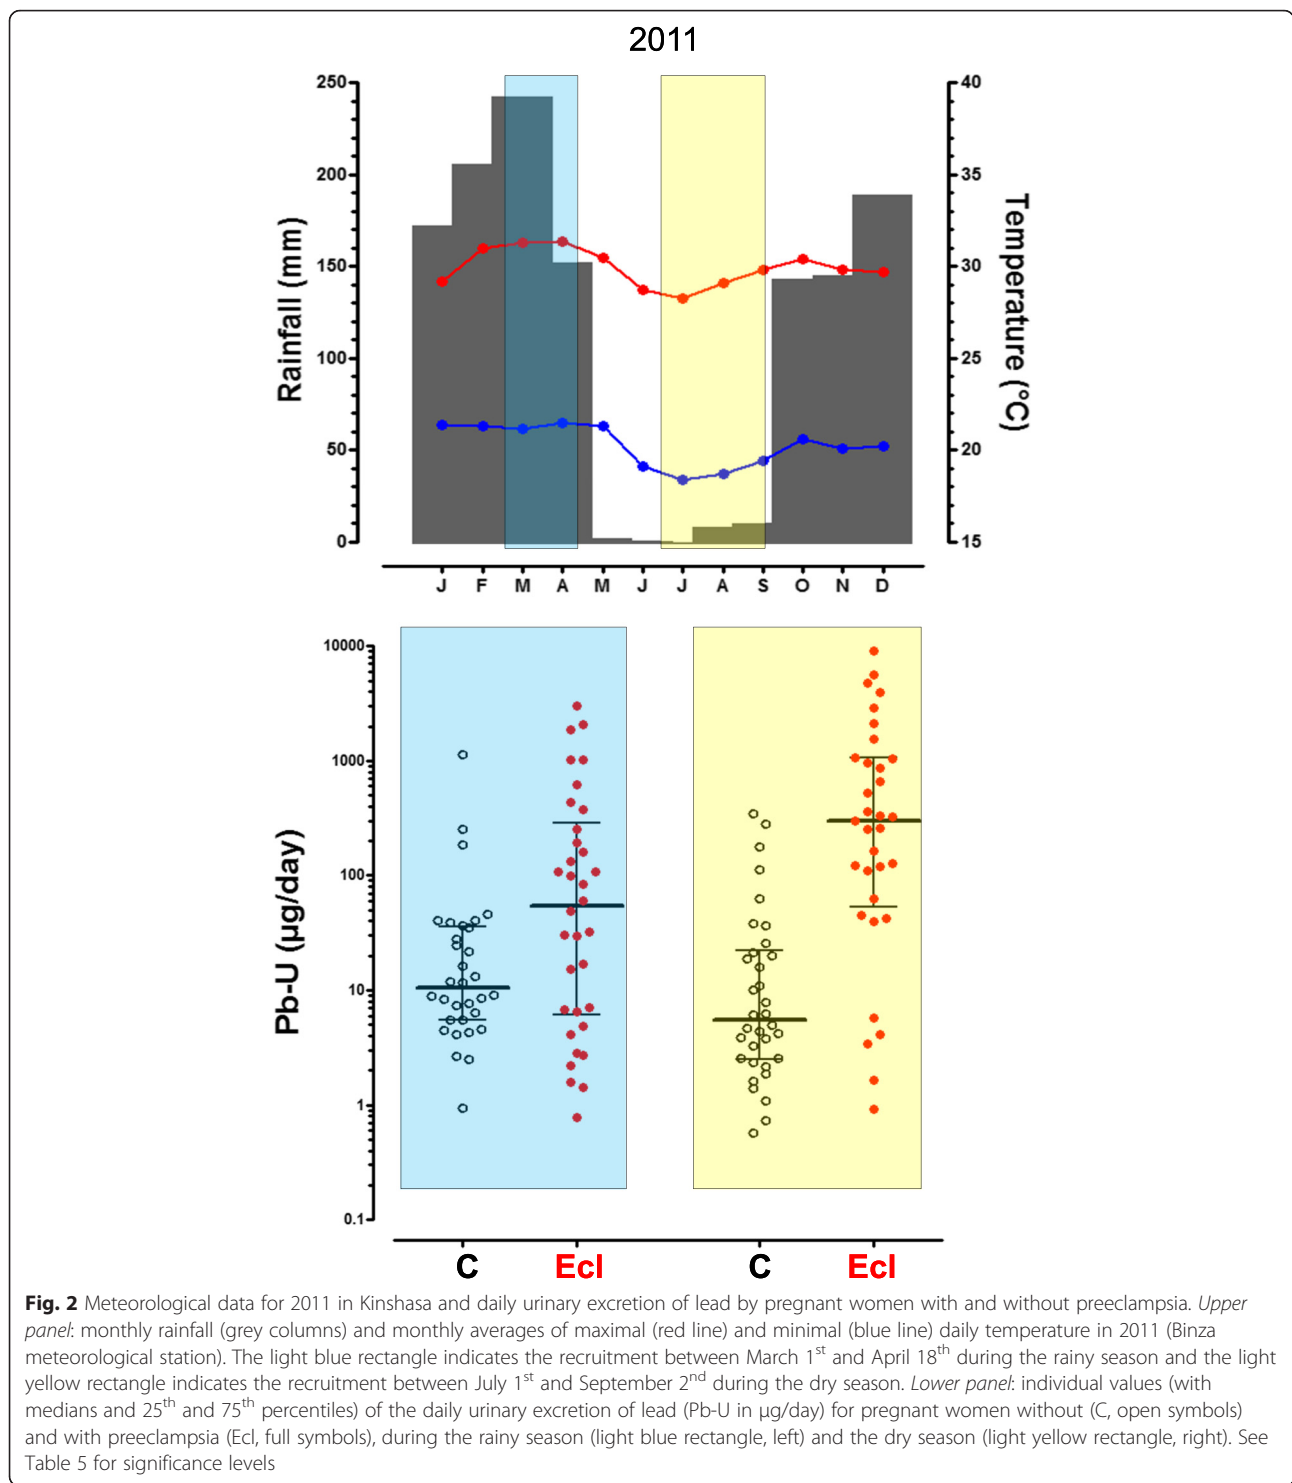 2011
250
200
150
100
50
0
Rainfall (mm)
40
35
30
25
20
15
Temperature (°C)
J F M A M J J A S O N D
10000
1000
100
10
1
0.1
Pb-U (µg/day)
C Ecl C Ecl
Fig. 2 Meteorological data for 2011 in Kinshasa and daily urinary excretion of lead by pregnant women with and without preeclampsia. Upper
panel: monthly rainfall (grey columns) and monthly averages of maximal (red line) and minimal (blue line) daily temperature in 2011 (Binza
meteorological station). The light blue rectangle indicates the recruitment between March 1st and April 18th during the rainy season and the light
yellow rectangle indicates the recruitment between July 1st and September 2nd during the dry season. Lower panel: individual values (with
medians and 25th and 75th percentiles) of the daily urinary excretion of lead (Pb-U in µg/day) for pregnant women without (C, open symbols)
and with preeclampsia (Ecl, full symbols), during the rainy season (light blue rectangle, left) and the dry season (light yellow rectangle, right). See
Table 5 for significance levels